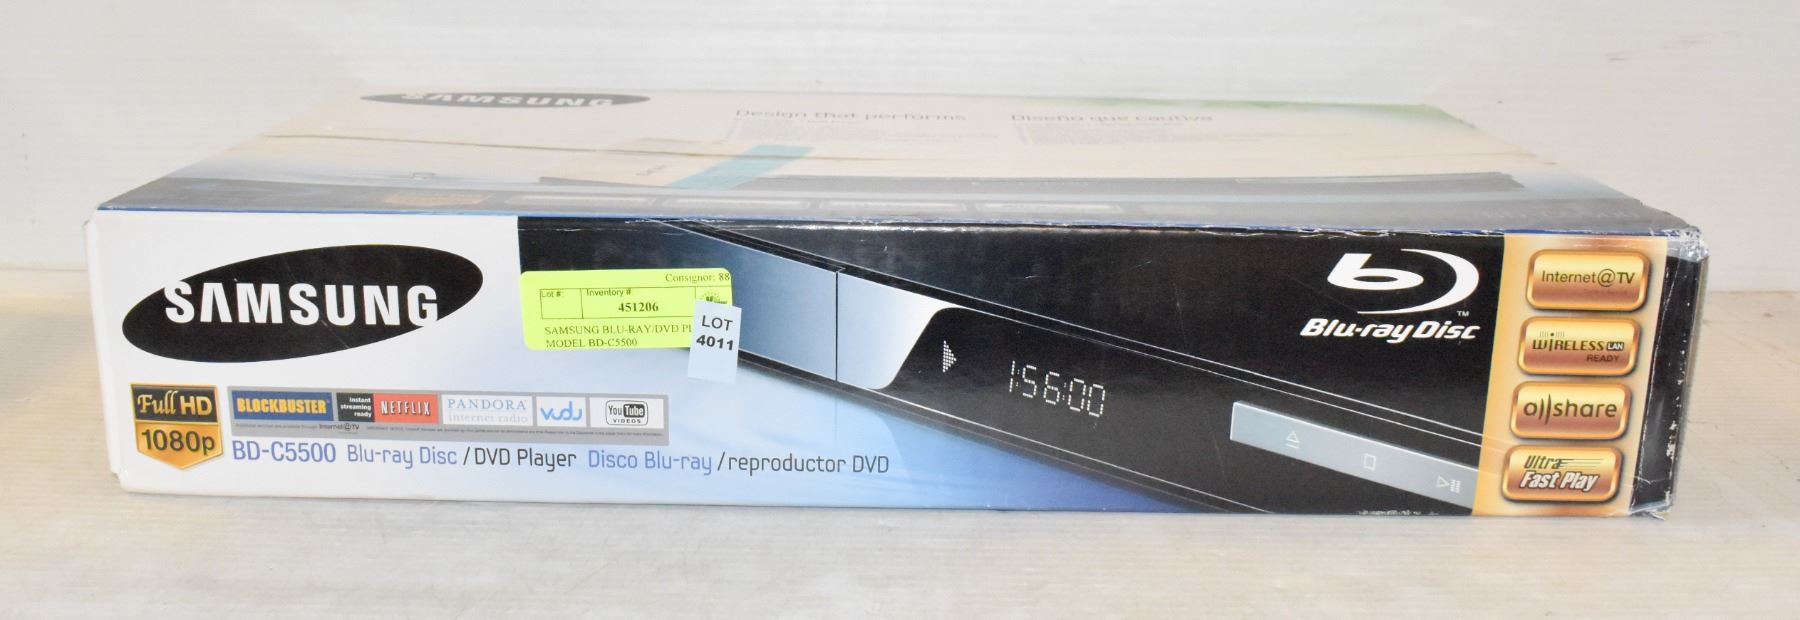 SAMSUNG
Design that performs
Diseño que cautiva
SAMSUNG
Consignor: 88
Lot #:
Inventory #:
451206
SAMSUNG BLU-RAY/DVD PL
MODEL BD-C5500
LOT
4011
1:56:00
Blu-ray Disc
TM
Internet@TV
WIRELESS LAN
READY
allshare
Ultra
Fast Play
Full HD
1080p
BLOCKBUSTER
instant
streaming
ready
NETFLIX
PANDORA
internet radio
vudu
YouTube
VIDEOS
BD-C5500 Blu-ray Disc/DVD Player Disco Blu-ray/reproductor DVD